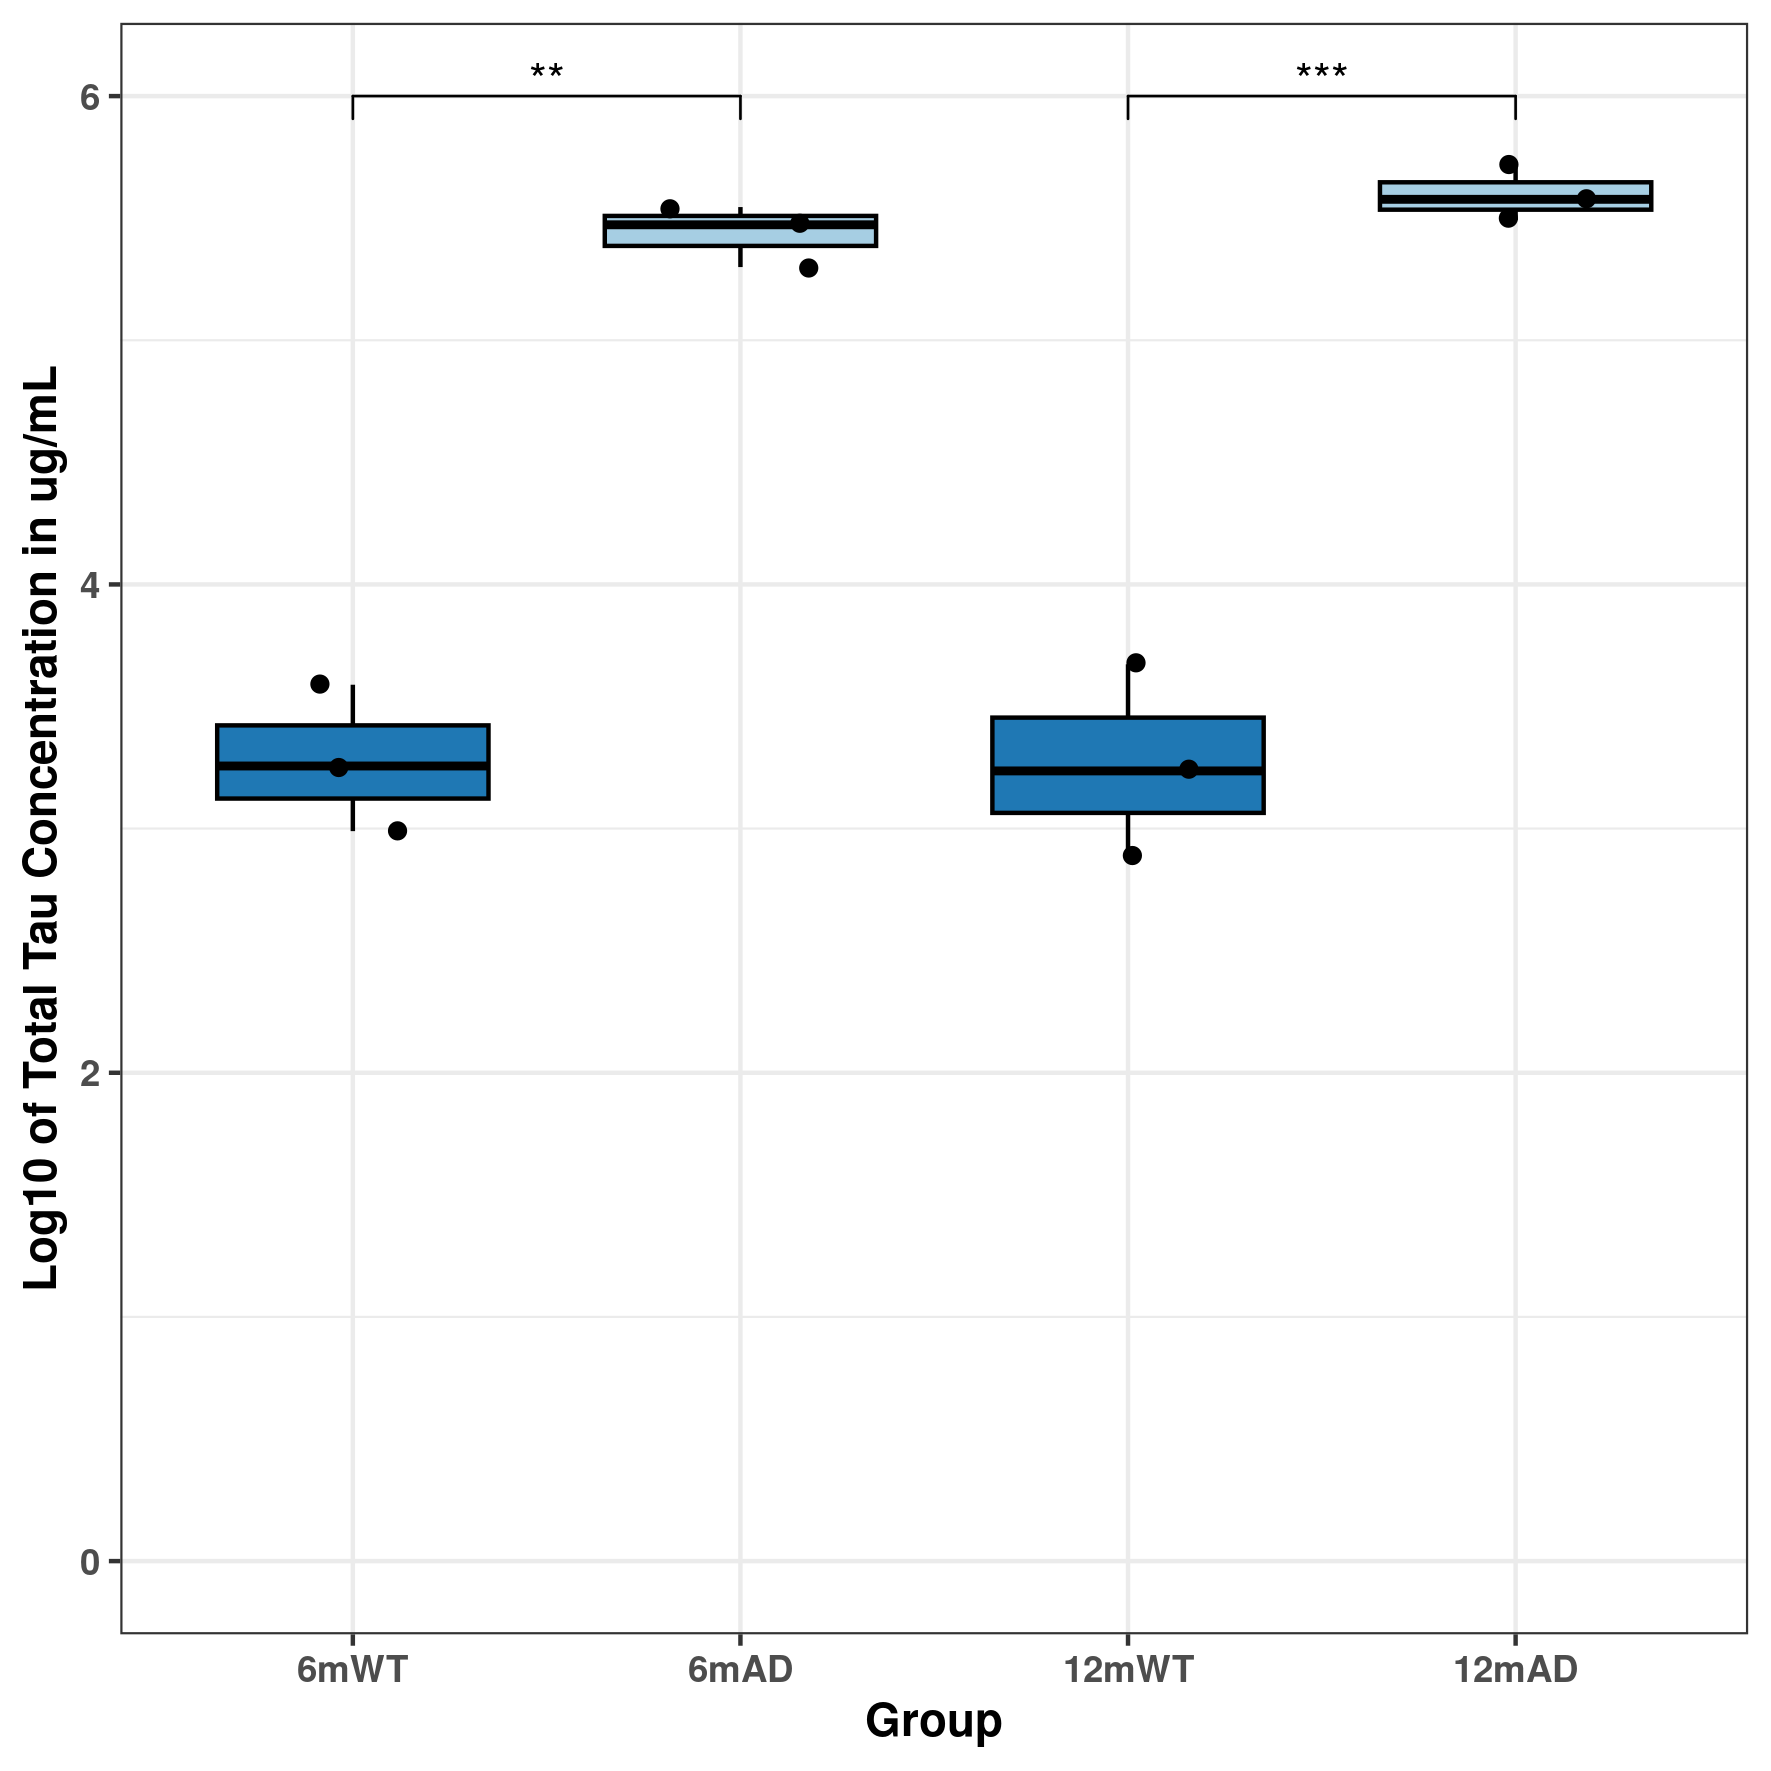 ** ***
6
4
2
0
Log10 of Total Tau Concentration in ug/mL
6mWT 6mAD 12mWT 12mAD
Group